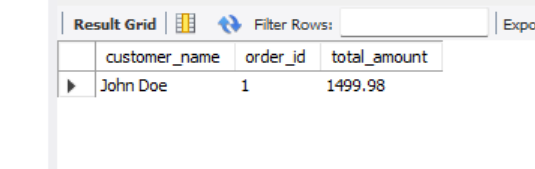 Result Grid Filter Rows: Expo
customer_name order_id total_amount
John Doe 1 1499.98